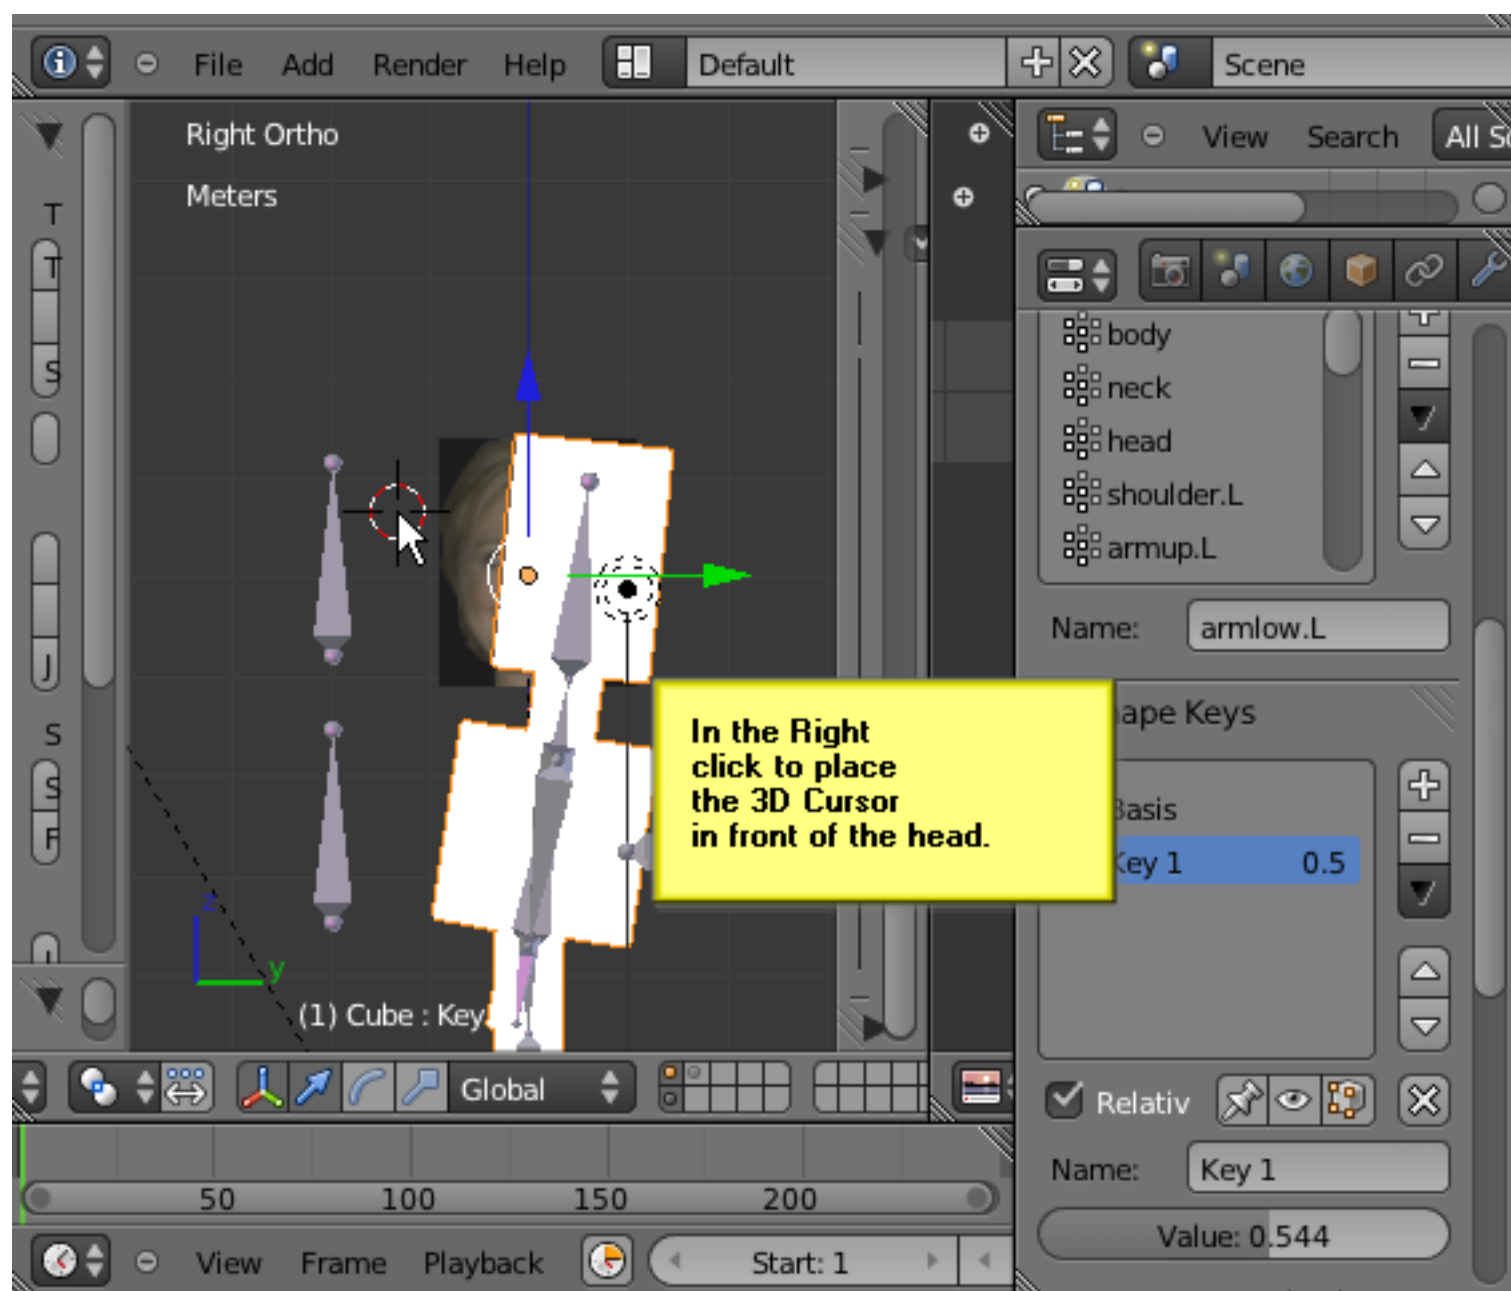 File Add Render Help Default Scene
Right Ortho
Meters
View Search All
T
T
S
J
S
S
F
body
neck
head
shoulder.L
armup.L
Name: armlow.L
ape Keys
In the Right
click to place
the 3D Cursor
in front of the head.
Basis
Key 1 0.5
z
y
(1) Cube : Key
Global
Relativ
Name: Key 1
Value: 0.544
50 100 150 200
View Frame Playback Start: 1